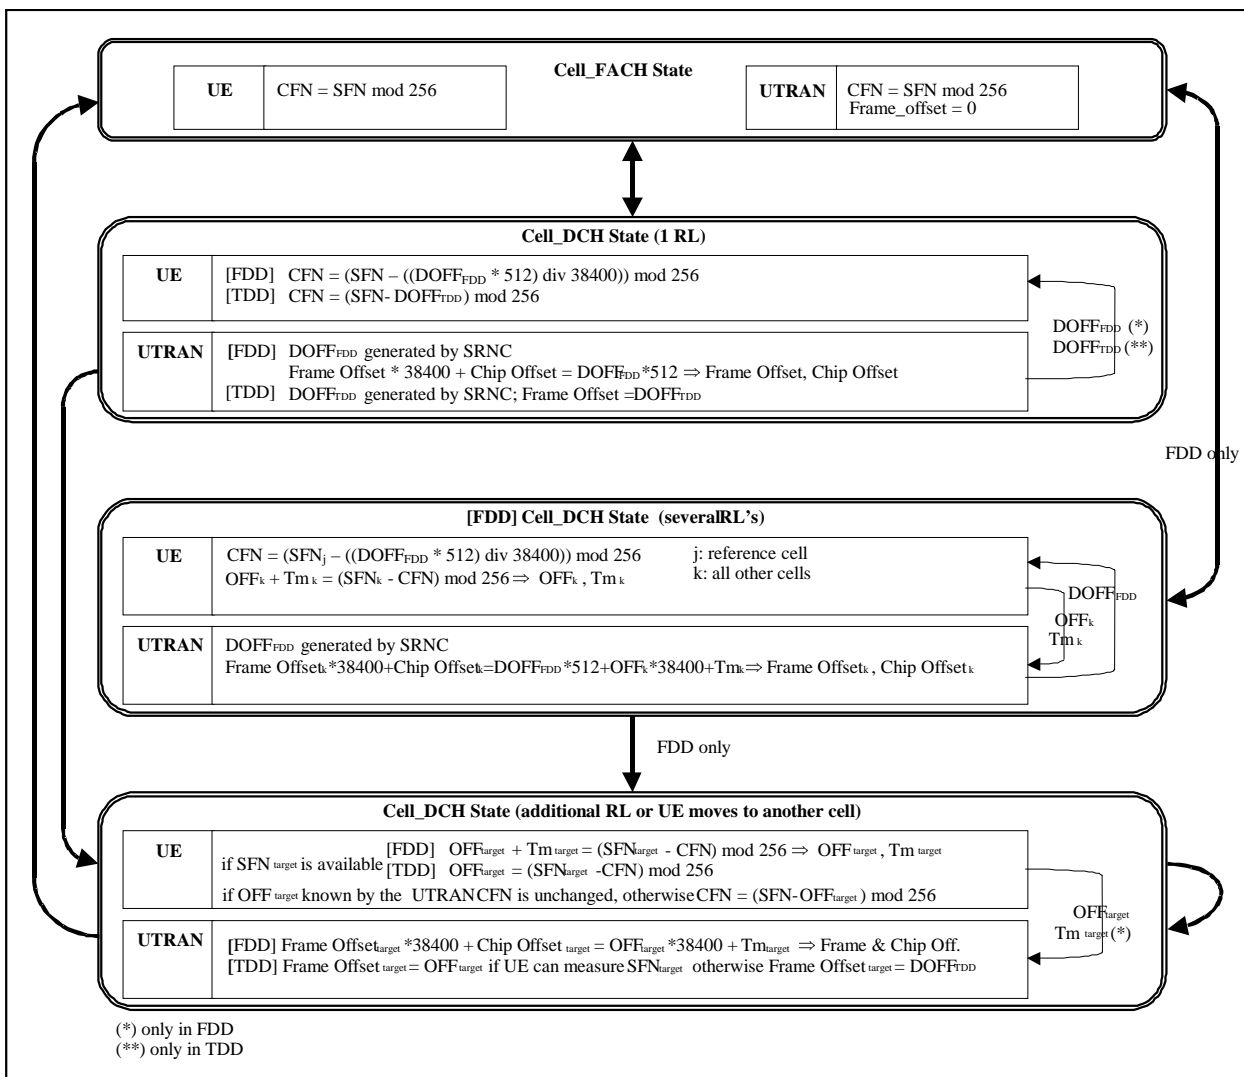 Cell_FACH State
UE CFN = SFN mod 256
UTRAN CFN = SFN mod 256
Frame_offset = 0
Cell_DCH State (1 RL)
UE [FDD] CFN = (SFN – ((DOFFFDD * 512) div 38400)) mod 256
[TDD] CFN = (SFN- DOFFTDD) mod 256
DOFFFDD (*)
DOFFTDD (**)
UTRAN [FDD] DOFFFDD generated by SRNC
Frame Offset * 38400 + Chip Offset = DOFFFDD *512 ⇒ Frame Offset, Chip Offset
[TDD] DOFFTDD generated by SRNC; Frame Offset =DOFFTDD
FDD only
[FDD] Cell_DCH State (several RL's)
UE CFN = (SFNj – ((DOFFFDD * 512) div 38400)) mod 256
OFFk + Tmk = (SFNk - CFN) mod 256 ⇒ OFFk , Tmk
j: reference cell
k: all other cells
DOFFFDD
OFFk
Tmk
UTRAN DOFFFDD generated by SRNC
Frame Offsetk*38400+Chip Offsetk=DOFFFDD*512+OFFk*38400+Tmk ⇒ Frame Offsetk, Chip Offsetk
FDD only
Cell_DCH State (additional RL or UE moves to another cell)
UE if SFN target is available [FDD] OFFtarget + Tm target = (SFNtarget - CFN) mod 256 ⇒ OFF target, Tm target
[TDD] OFFtarget = (SFNtarget -CFN) mod 256
if OFF target known by the UTRAN CFN is unchanged, otherwise CFN = (SFN-OFFtarget) mod 256
OFFtarget
Tm target (*)
UTRAN [FDD] Frame Offsettarget *38400 + Chip Offset target = OFFtarget *38400 + Tmtarget ⇒ Frame & Chip Off.
[TDD] Frame Offset target = OFF target if UE can measure SFNtarget otherwise Frame Offset target = DOFFTDD
(*) only in FDD
(**) only in TDD